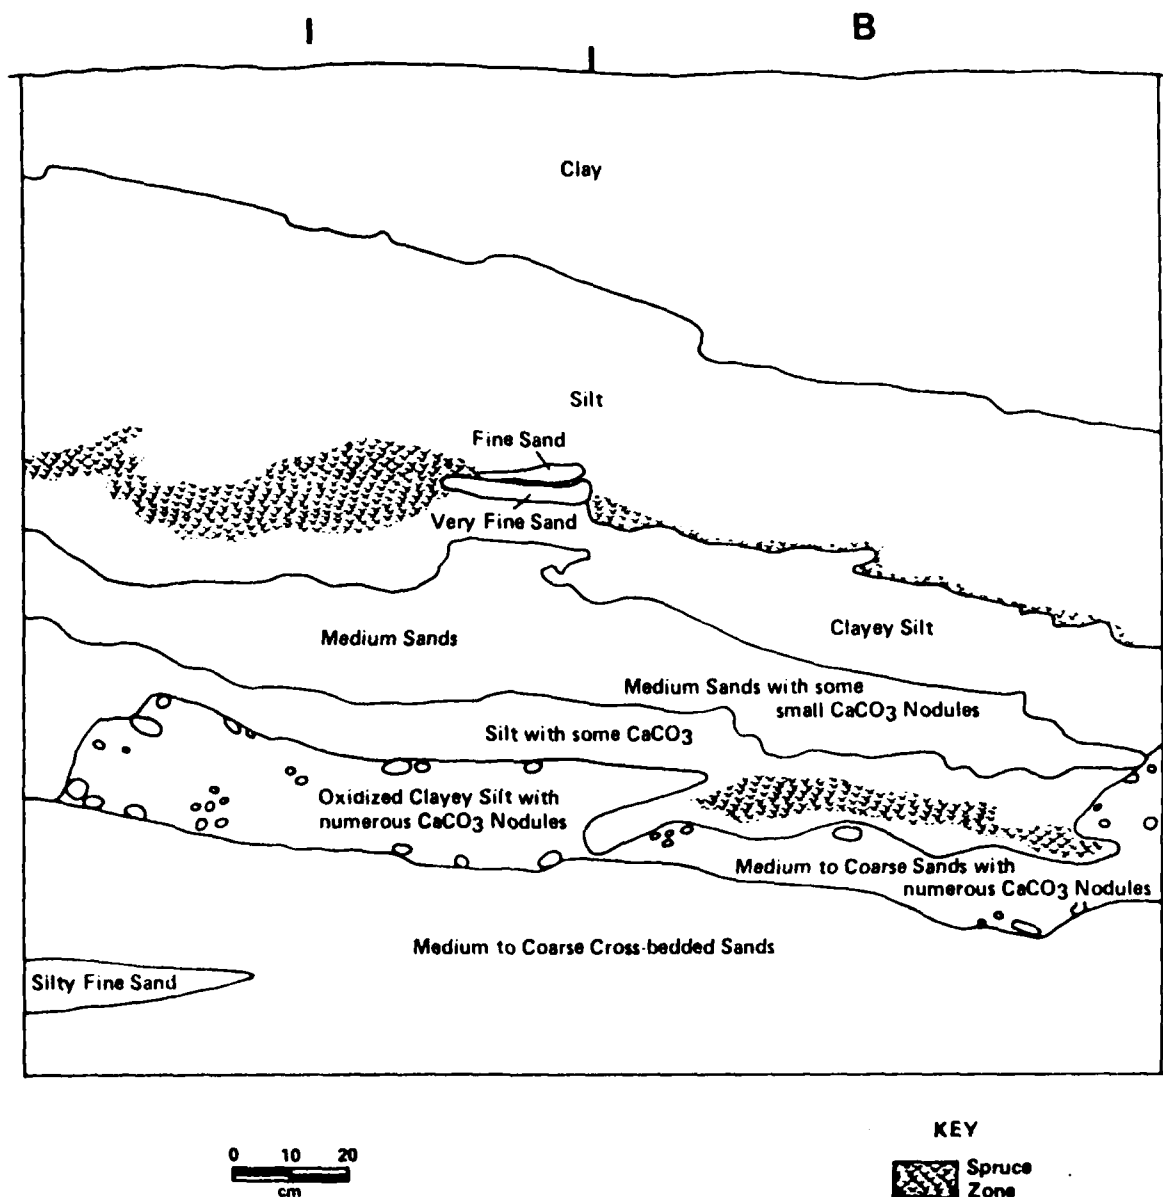 I B
Clay
Silt
Fine Sand
Very Fine Sand
Clayey Silt
Medium Sands
Medium Sands with some
small CaCO3 Nodules
Silt with some CaCO3
Oxidized Clayey Silt with
numerous CaCO3 Nodules
Medium to Coarse Sands with
numerous CaCO3 Nodules
Medium to Coarse Cross-bedded Sands
Silty Fine Sand
0 10 20
cm
KEY
Spruce
Zone